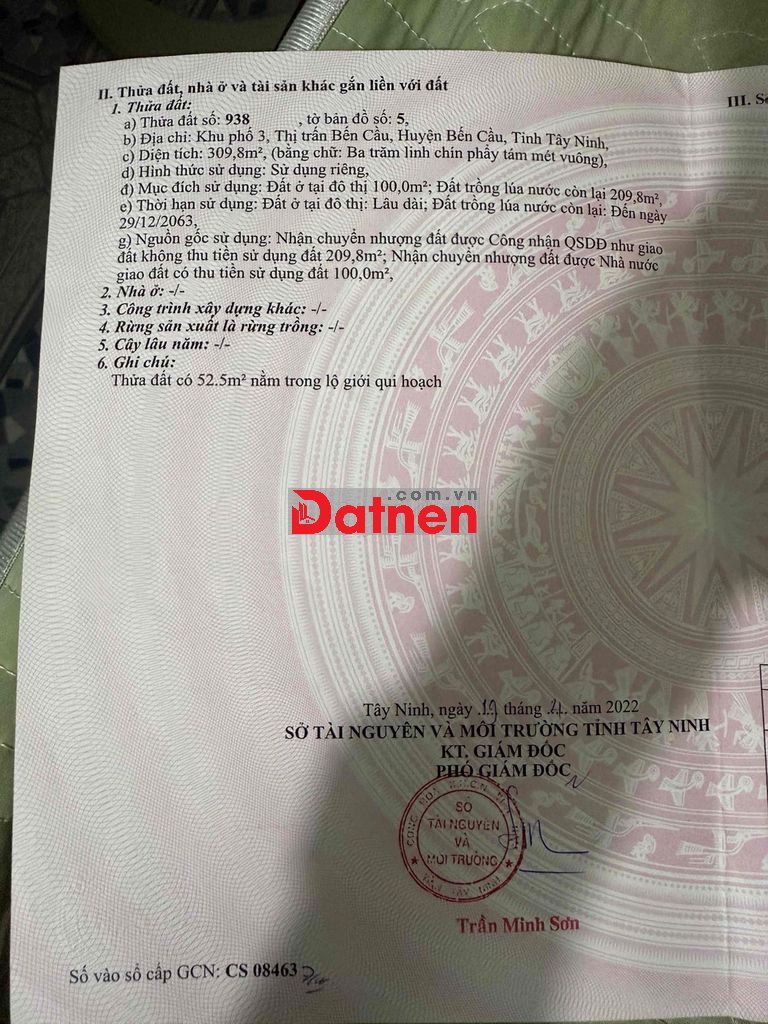 II. Thửa đất, nhà ở và tài sản khác gắn liền với đất
1. Thửa đất:
a) Thửa đất số: 938 , tờ bản đồ số: 5,
b) Địa chỉ: Khu phố 3, Thị trấn Bến Cầu, Huyện Bến Cầu, Tỉnh Tây Ninh,
c) Diện tích: 309,8m², (bằng chữ: Ba trăm linh chín phẩy tám mét vuông),
d) Hình thức sử dụng: Sử dụng riêng,
đ) Mục đích sử dụng: Đất ở tại đô thị 100,0m²; Đất trồng lúa nước còn lại 209,8m²,
e) Thời hạn sử dụng: Đất ở tại đô thị: Lâu dài; Đất trồng lúa nước còn lại: Đến ngày
29/12/2063,
g) Nguồn gốc sử dụng: Nhận chuyển nhượng đất được Công nhận QSDĐ như giao
đất không thu tiền sử dụng đất 209,8m²; Nhận chuyển nhượng đất được Nhà nước
giao đất có thu tiền sử dụng đất 100,0m²,
2. Nhà ở: -/-
3. Công trình xây dựng khác: -/-
4. Rừng sản xuất là rừng trồng: -/-
5. Cây lâu năm: -/-
6. Ghi chú:
Thửa đất có 52.5m² nằm trong lộ giới qui hoạch
III.
Datnen
.com.vn
Tây Ninh, ngày 19 tháng năm 2022
SỞ TÀI NGUYÊN VÀ MÔI TRƯỜNG TỈNH TÂY NINH
KT. GIÁM ĐỐC
PHÓ GIÁM ĐỐC
SỞ
TÀI NGUYÊN
VÀ
MÔI TRƯỜNG
Trần Minh Sơn
Số vào sổ cấp GCN: CS 08463